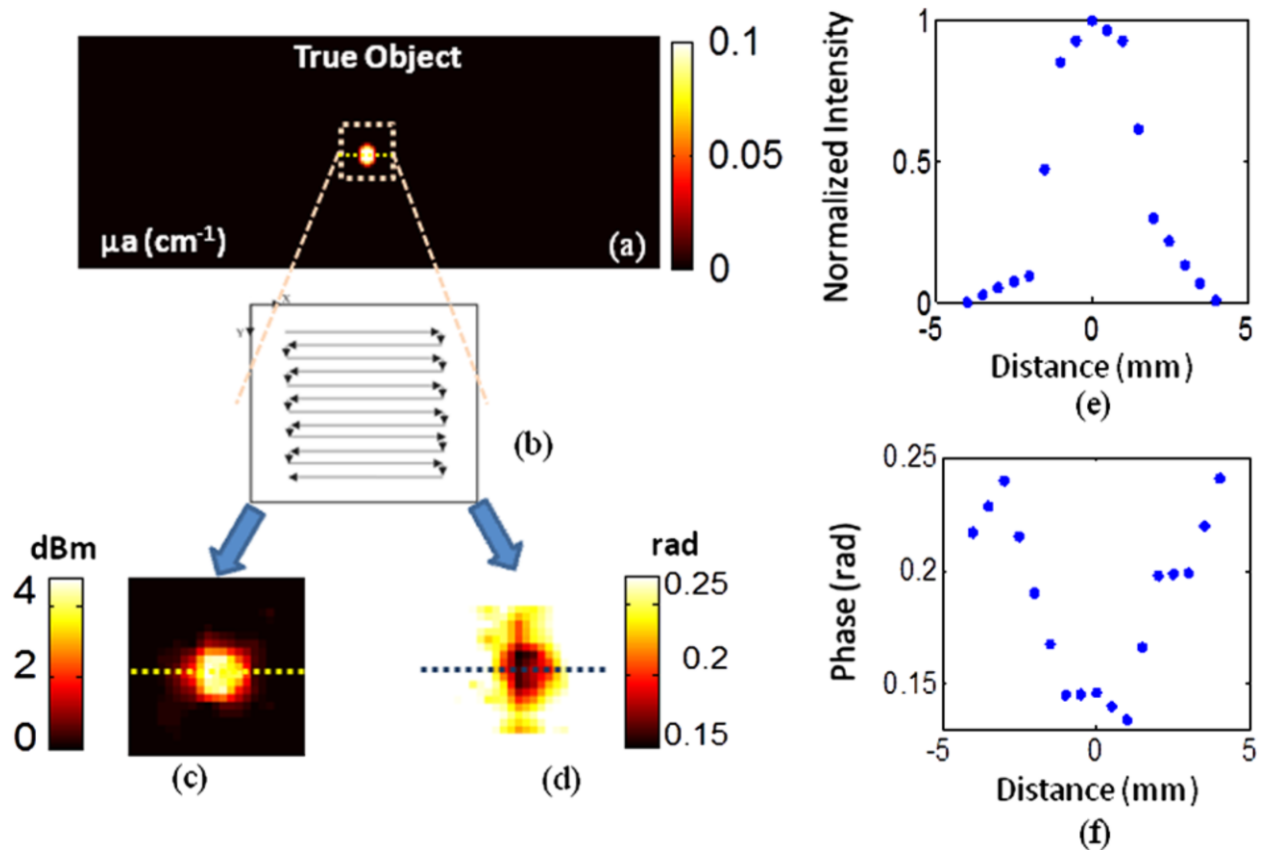 True Object
μa (cm-1)
(a)
0.1
0.05
0
X
Y
(b)
dBm
4
2
0
(c)
rad
0.25
0.2
0.15
(d)
Normalized Intensity
1
0.5
0
-5
0
5
Distance (mm)
(e)
Phase (rad)
0.25
0.2
0.15
-5
0
5
Distance (mm)
(f)